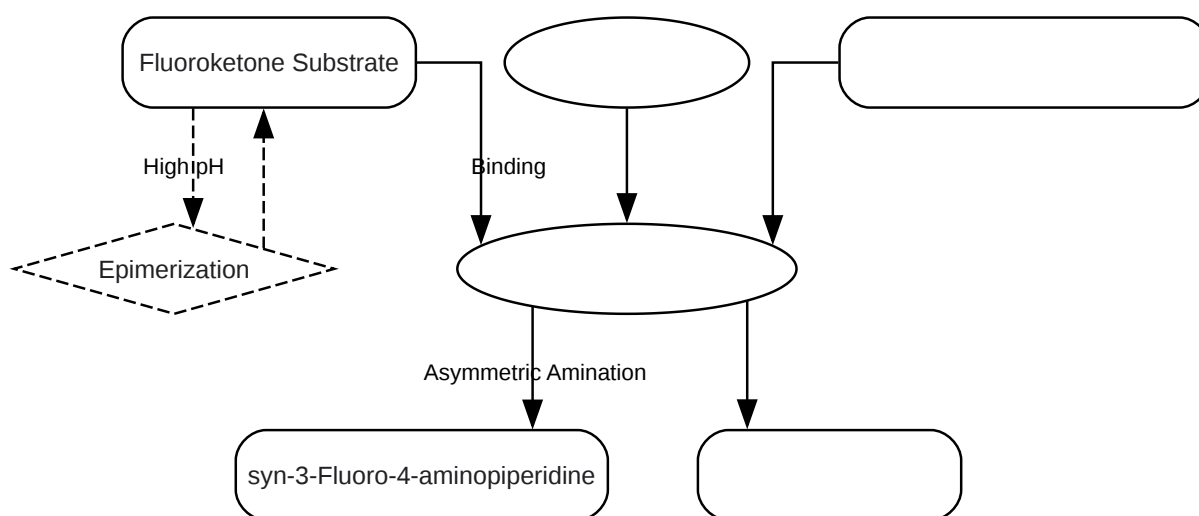 Fluoroketone Substrate
High pH
Binding
Epimerization
Asymmetric Amination
syn-3-Fluoro-4-aminopiperidine